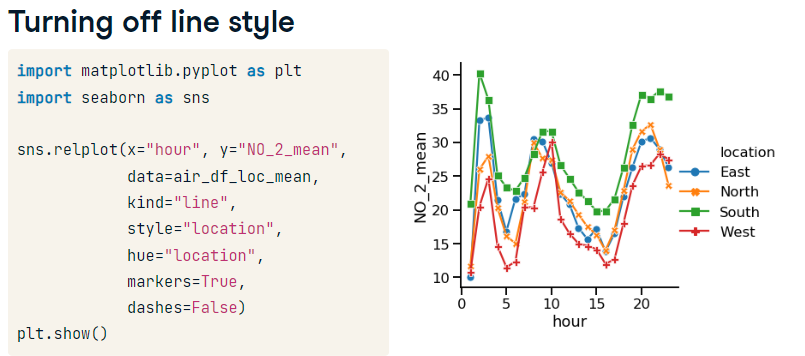 Turning off line style
import matplotlib.pyplot as plt
import seaborn as sns
sns.relplot(x="hour", y="NO_2_mean",
data=air_df_loc_mean,
kind="line",
style="location",
hue="location",
markers=True,
dashes=False)
plt.show()
40
35
30
25
20
15
10
NO_2_mean
0 5 10 15 20
hour
location
East
North
South
West